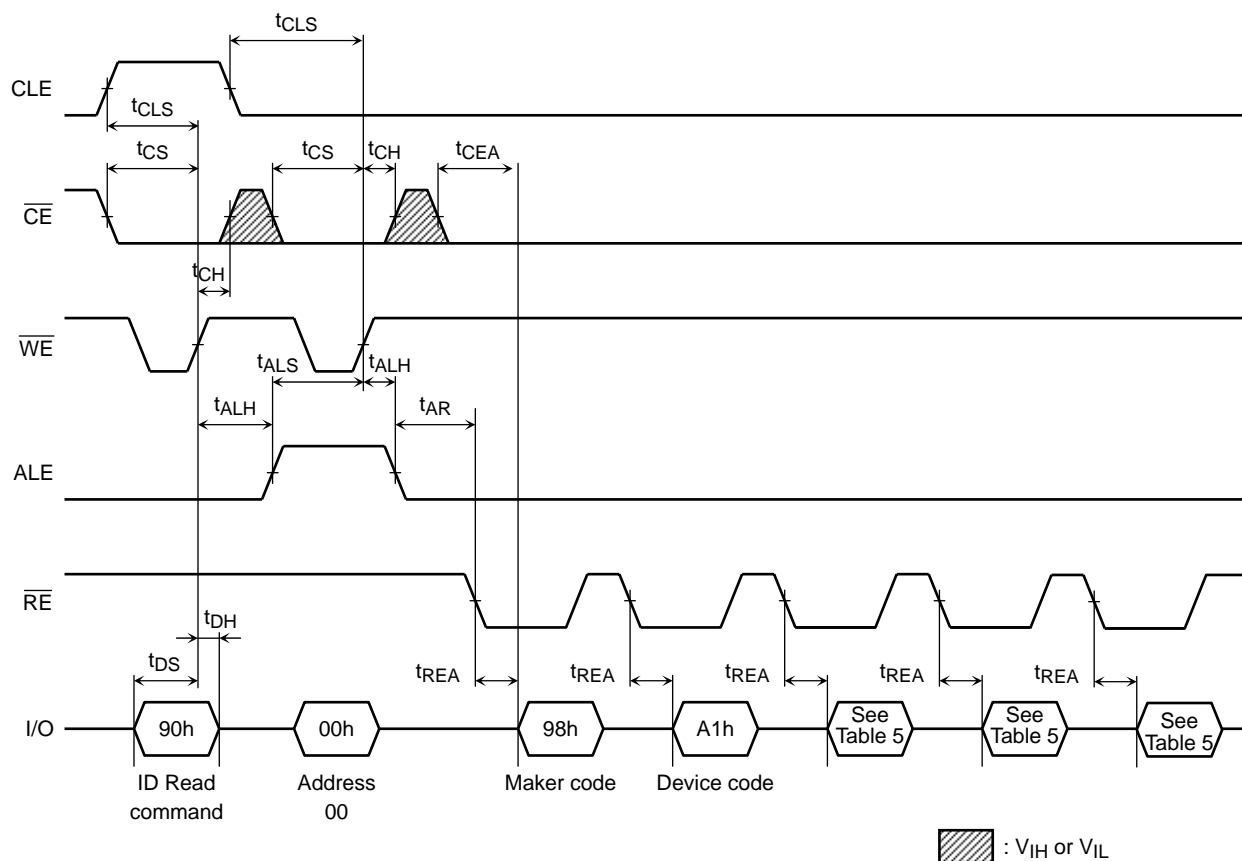 tCLS
CLE
tCLS
tCS
tCS
tCH
tCEA
CE
tCH
WE
tALS
tALH
tALH
tAR
ALE
RE
tDH
tDS
tREA
tREA
tREA
tREA
tREA
I/O
90h
00h
98h
A1h
See
Table 5
See
Table 5
See
Table 5
ID Read
command
Address
00
Maker code
Device code
: VIH or VIL